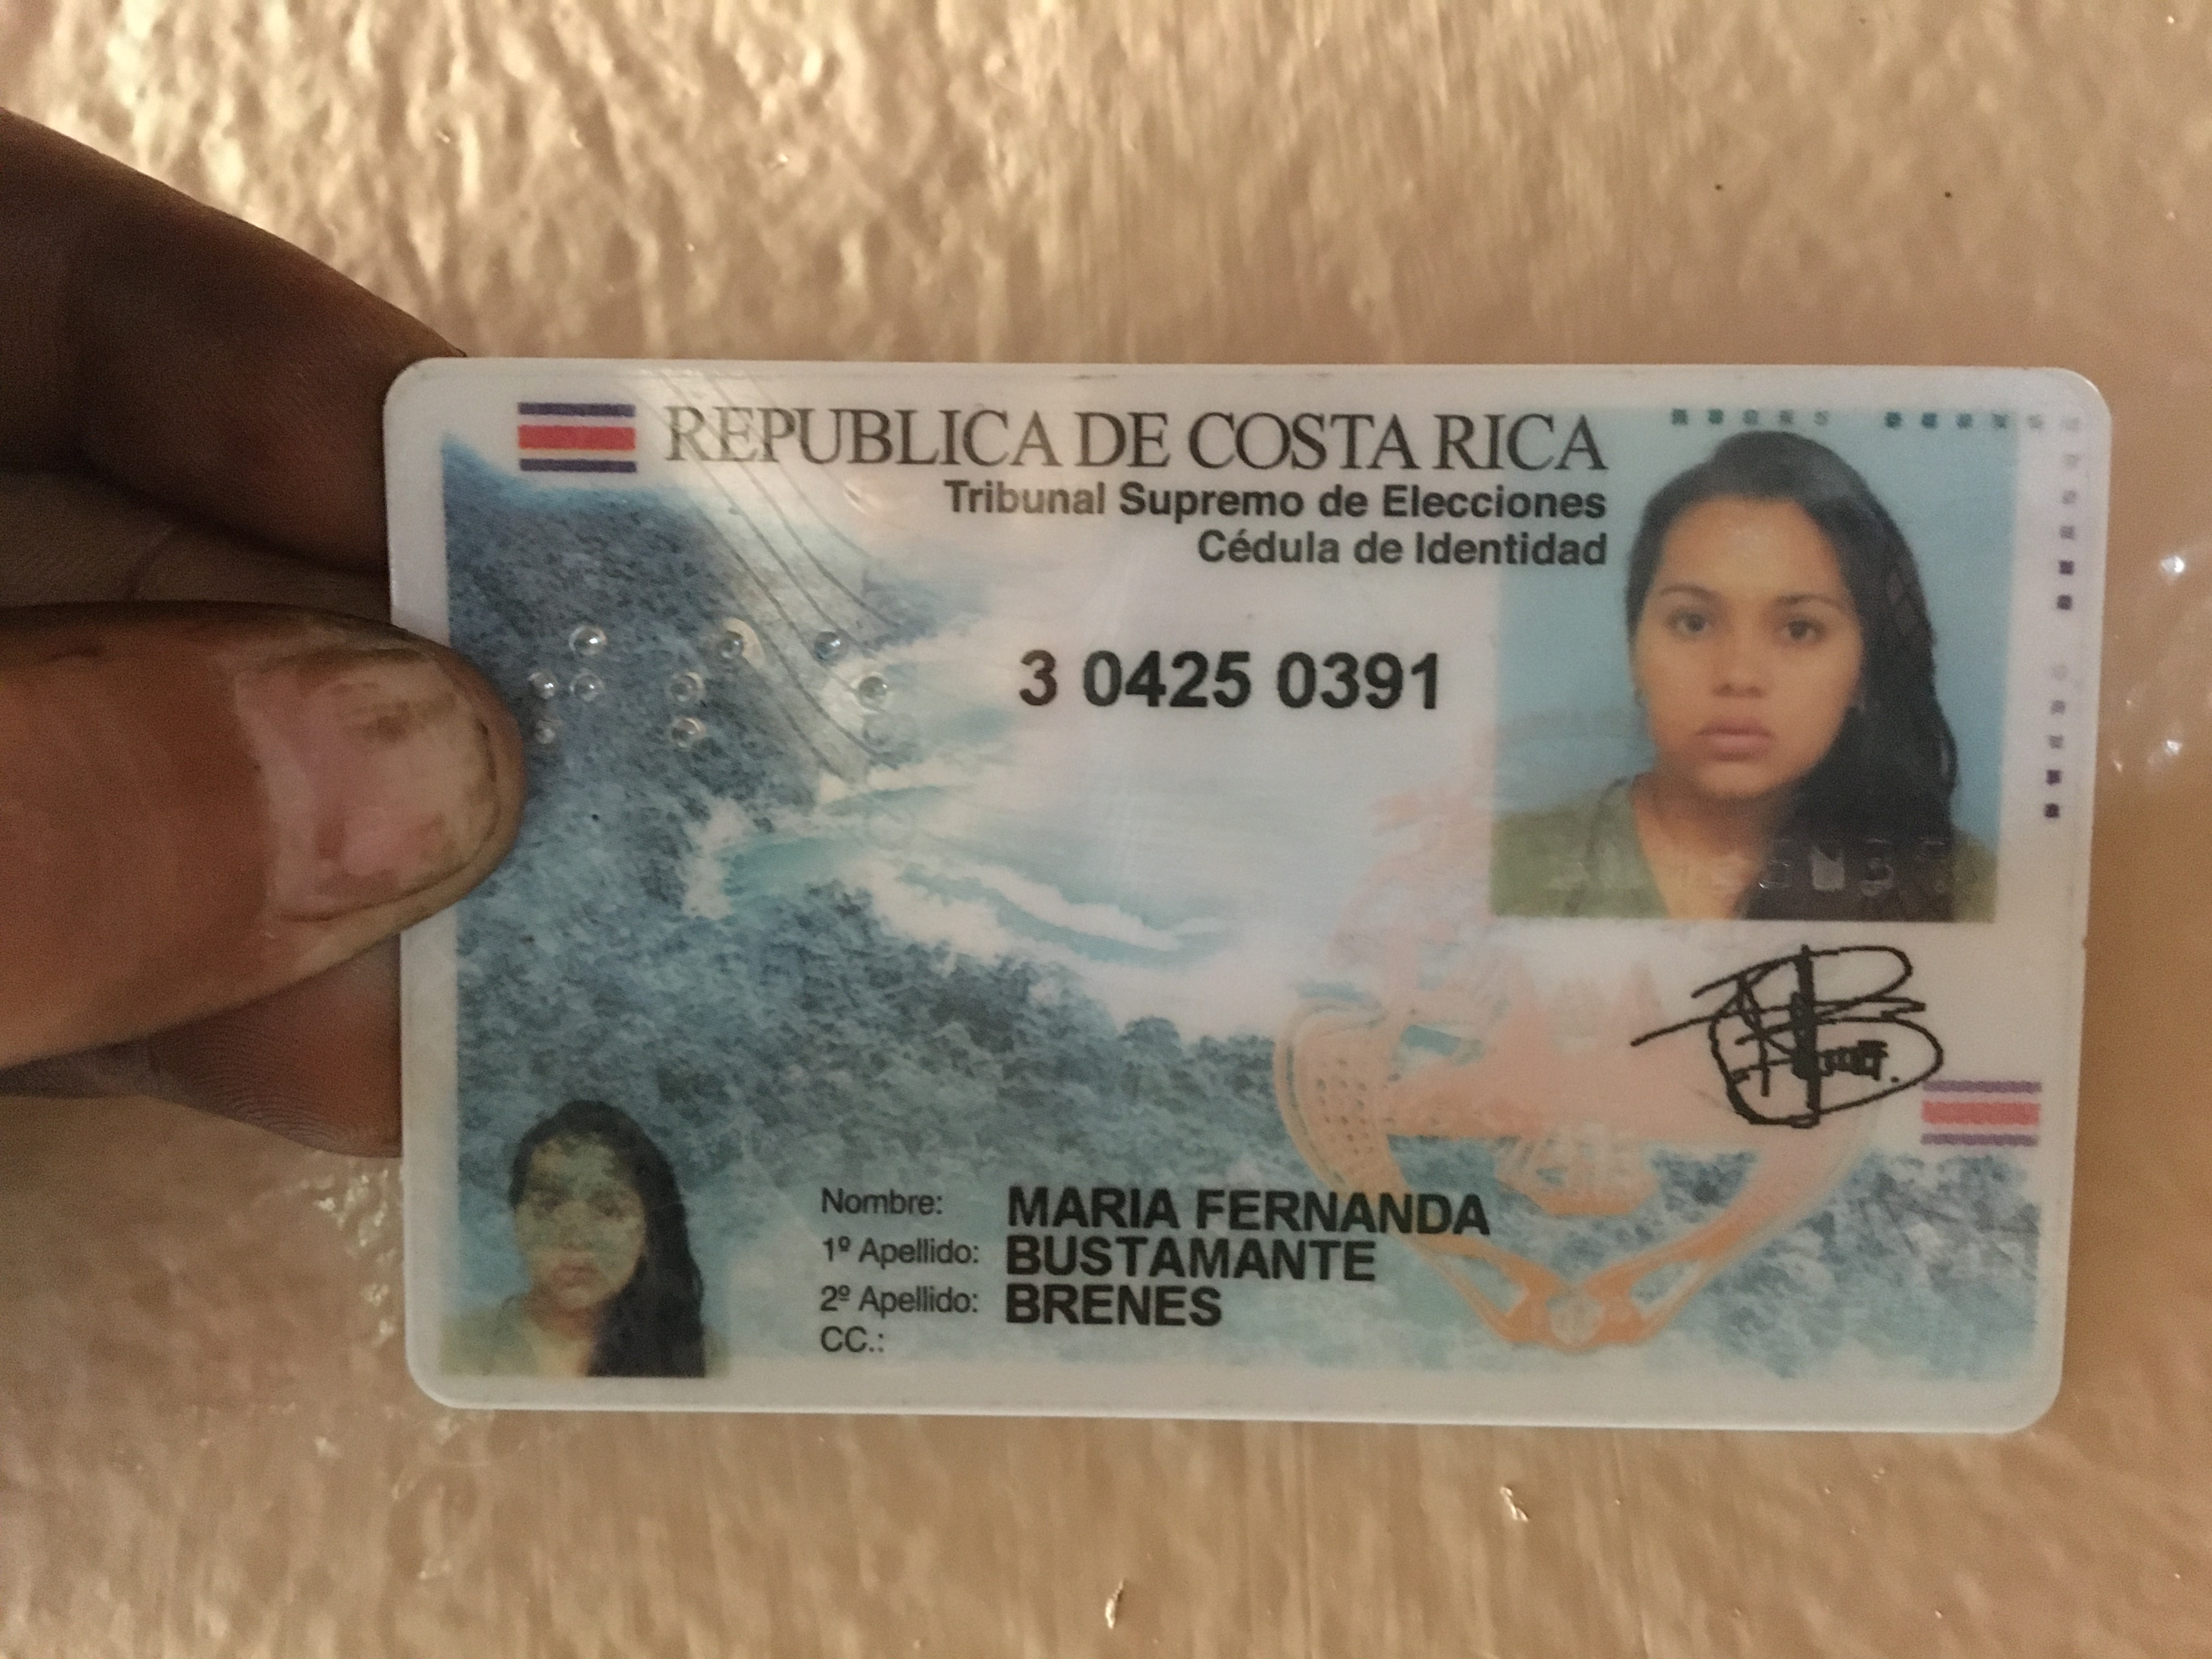 REPUBLICA DE COSTA RICA
Tribunal Supremo de Elecciones
Cédula de Identidad
3 0425 0391
Nombre: MARIA FERNANDA
1º Apellido: BUSTAMANTE
2º Apellido: BRENES
CC.: